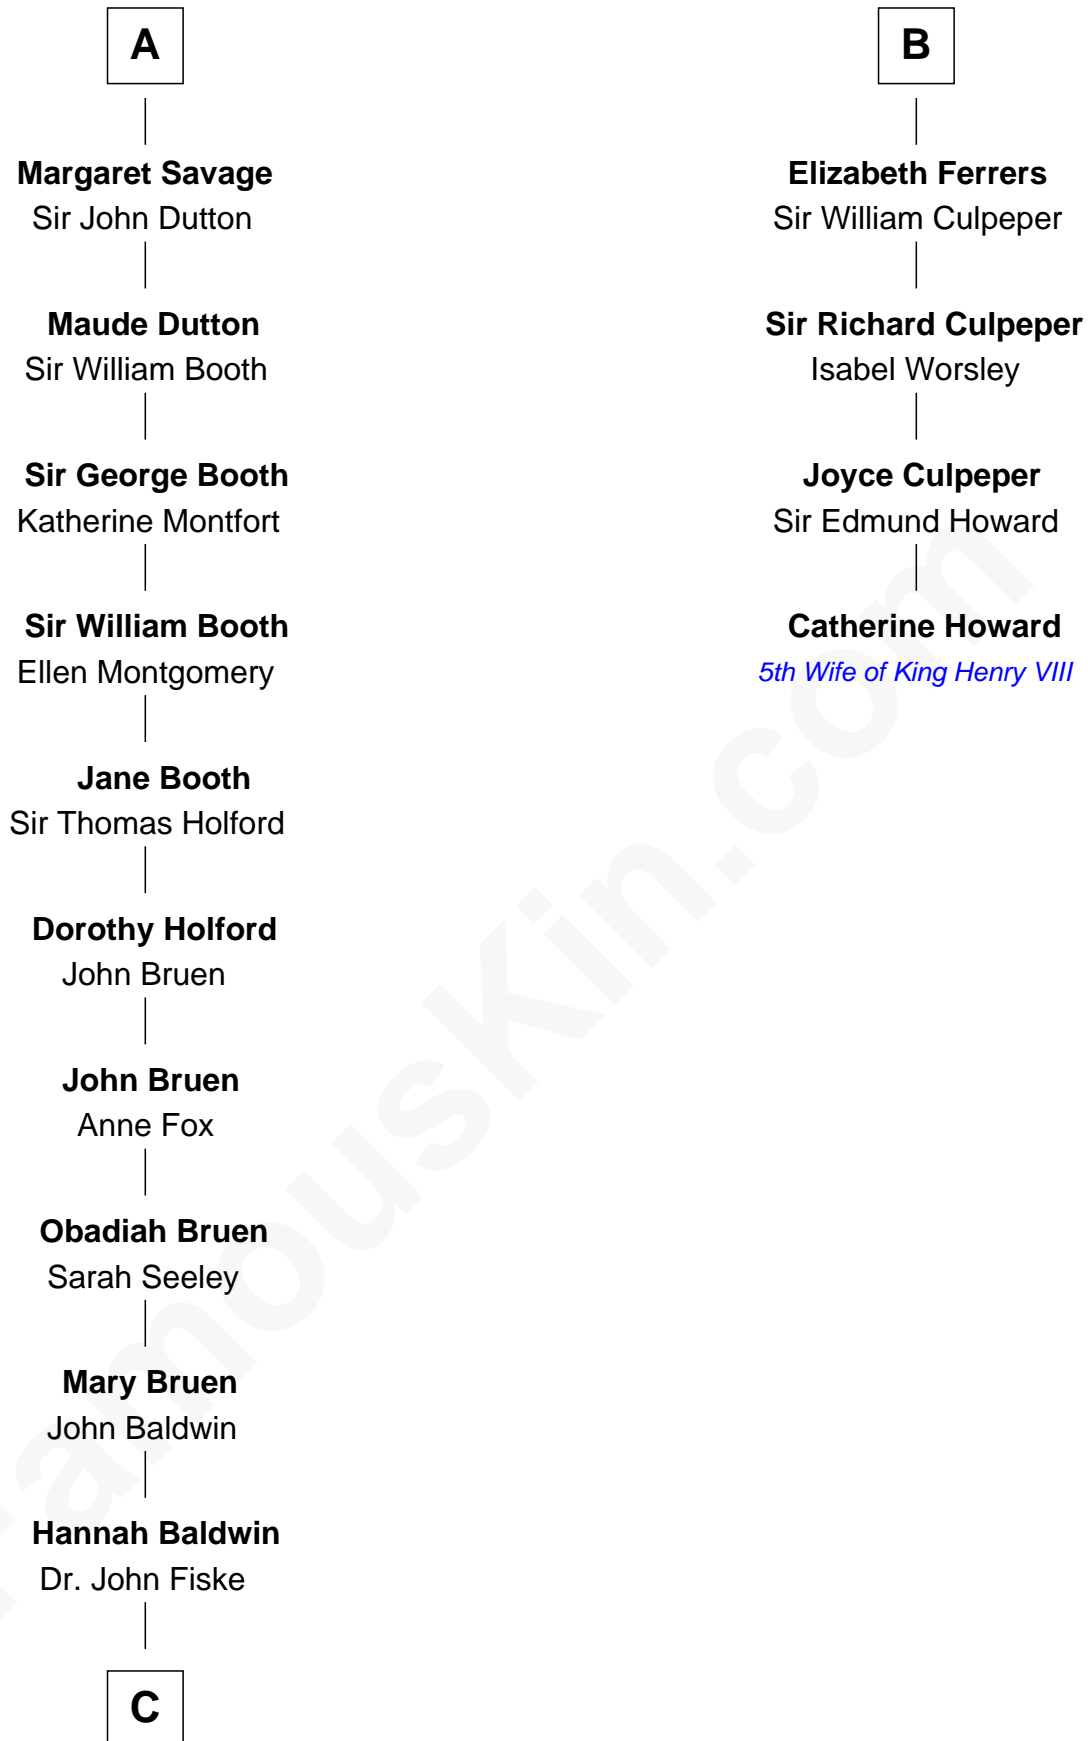 A
Margaret Savage
Sir John Dutton
Maude Dutton
Sir William Booth
Sir George Booth
Katherine Montfort
Sir William Booth
Ellen Montgomery
Jane Booth
Sir Thomas Holford
Dorothy Holford
John Bruen
John Bruen
Anne Fox
Obadiah Bruen
Sarah Seeley
Mary Bruen
John Baldwin
Hannah Baldwin
Dr. John Fiske
C
B
Elizabeth Ferrers
Sir William Culpeper
Sir Richard Culpeper
Isabel Worsley
Joyce Culpeper
Sir Edmund Howard
Catherine Howard
5th Wife of King Henry VIII
FamousKin.com